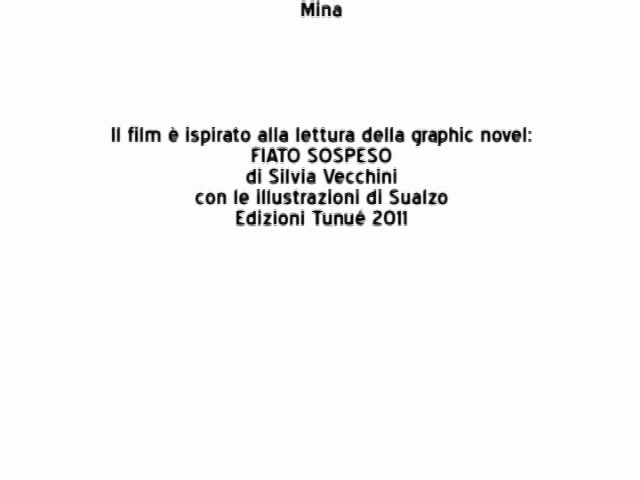 Mina
Il film è ispirato alla lettura della graphic novel:
FIATO SOSPESO
di Silvia Vecchini
con le illustrazioni di Sualzo
Edizioni Tunué 2011